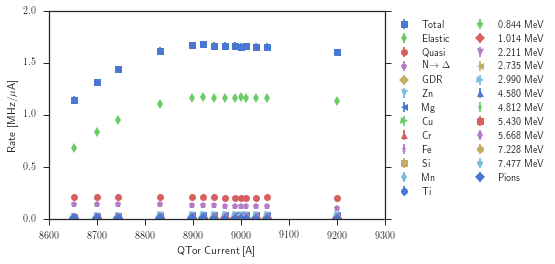 2.0
1.5
1.0
0.5
0.0
Rate [MHz/μA]
8600 8700 8800 8900 9000 9100 9200 9300
QTor Current [A]
Total
Elastic
Quasi
N→ Δ
GDR
Zn
Mg
Cu
Cr
Fe
Si
Mn
Ti
0.844 MeV
1.014 MeV
2.211 MeV
2.735 MeV
2.990 MeV
4.580 MeV
4.812 MeV
5.430 MeV
5.668 MeV
7.228 MeV
7.477 MeV
Pions